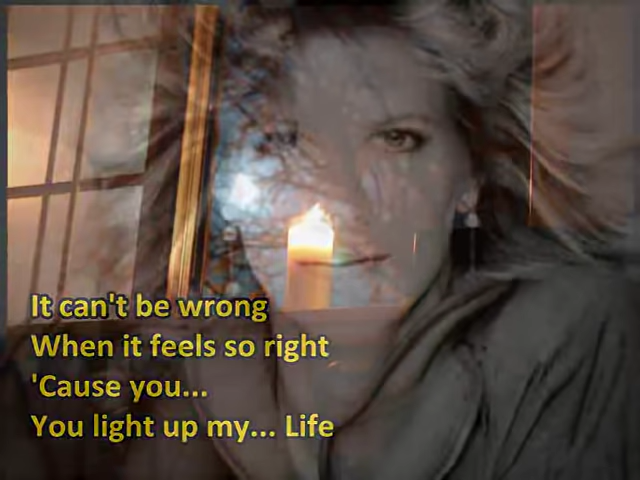 It can't be wrong
When it feels so right
'Cause you...
You light up my... Life